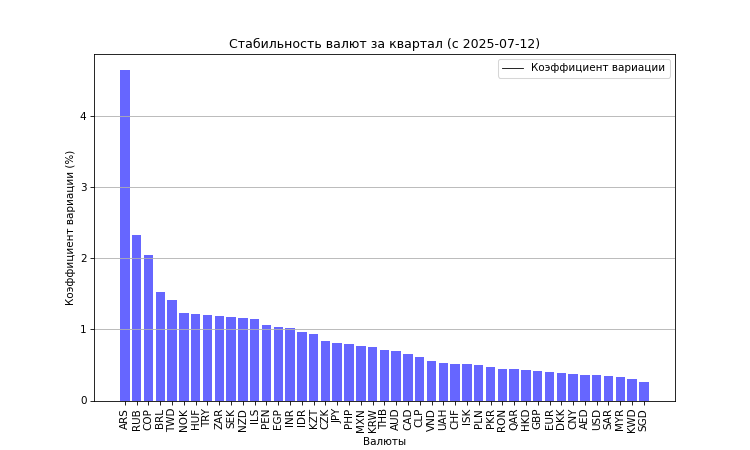 Стабильность валют за квартал (с 2025-07-12)
Коэффициент вариации
Коэффициент вариации (%)
4
3
2
1
0
ARS RUB COP BRL TWD NOK HUF TRY ZAR SEK NZD ILS PEN EGP INR IDR KZT CZK JPY PHP MXN KRW THB AUD CAD CLP VND UAH CHF ISK PLN PKR RON QAR HKD GBP EUR DKK CNY AED USD SAR MYR KWD SGD
Валюты